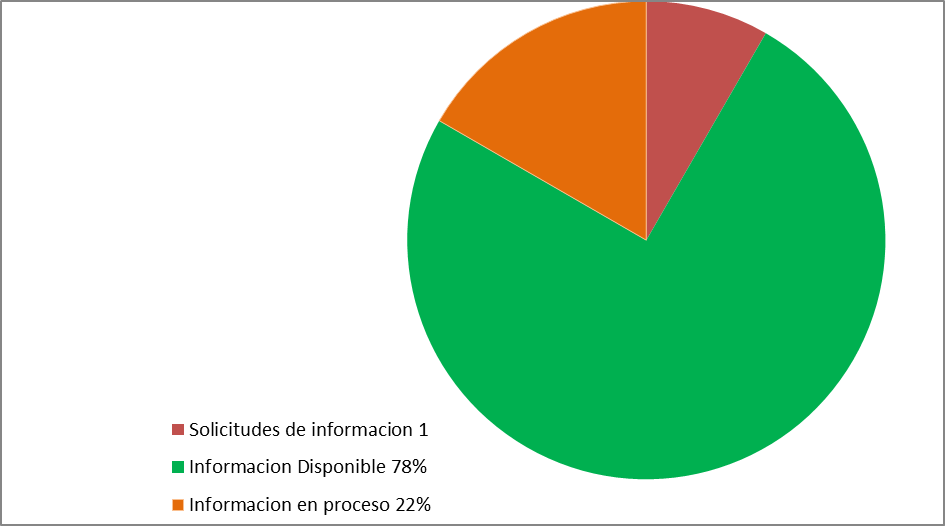 Solicitudes de informacion 1
Informacion Disponible 78%
Informacion en proceso 22%